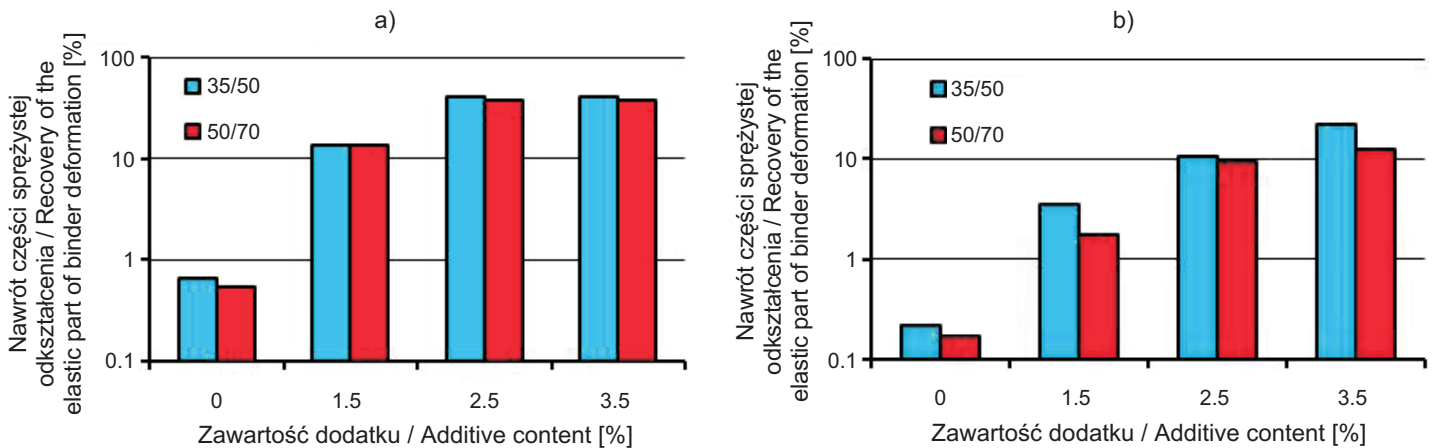 a)
Nawrót części sprężystej
odkształcenia / Recovery of the
elastic part of binder deformation [%]
100
10
1
0.1
35/50
50/70
0 1.5 2.5 3.5
Zawartość dodatku / Additive content [%]
b)
Nawrót części sprężystej
odkształcenia / Recovery of the
elastic part of binder deformation [%]
100
10
1
0.1
35/50
50/70
0 1.5 2.5 3.5
Zawartość dodatku / Additive content [%]